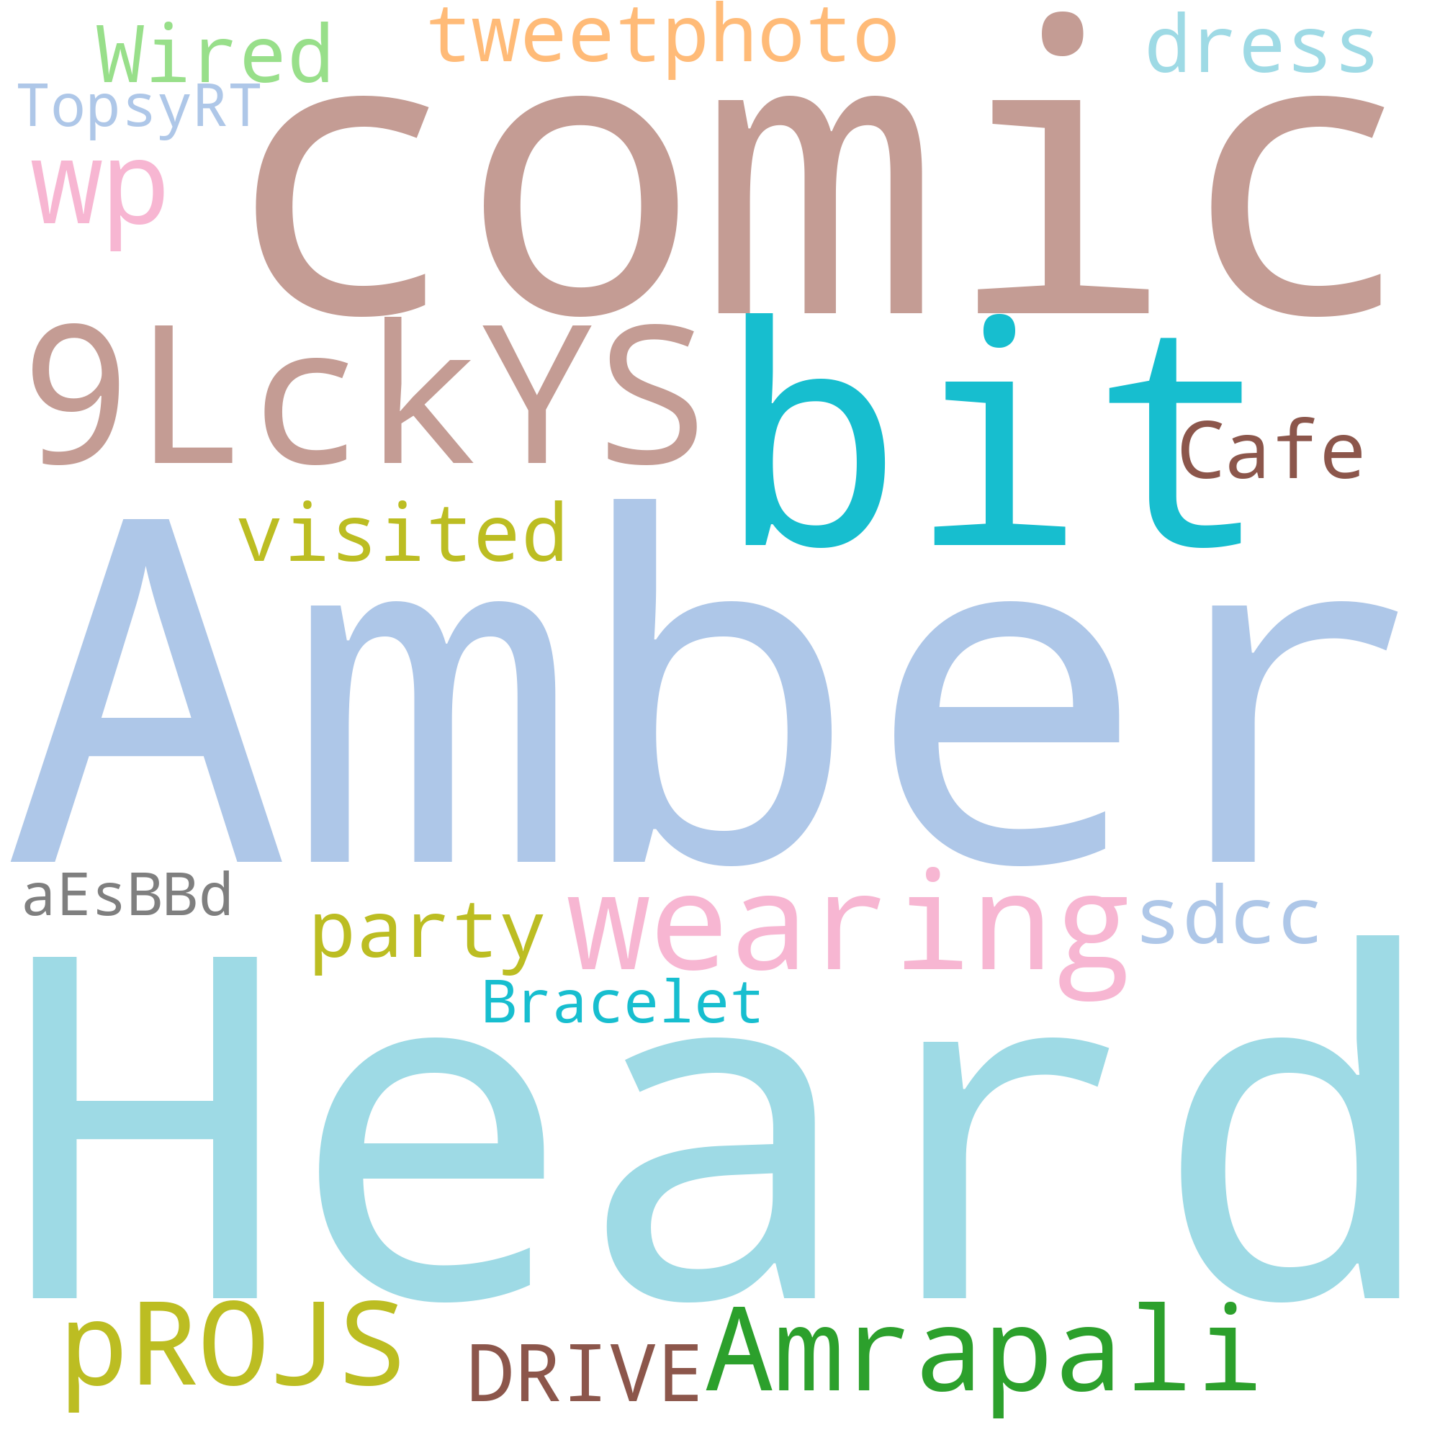 Wired tweetphoto dress
TopsyRT
wp comic
9LckYS bit
Cafe
visited
Amber
aEsBBd party wearing sdcc
Bracelet
Heard
pROJS DRIVE Amrapali